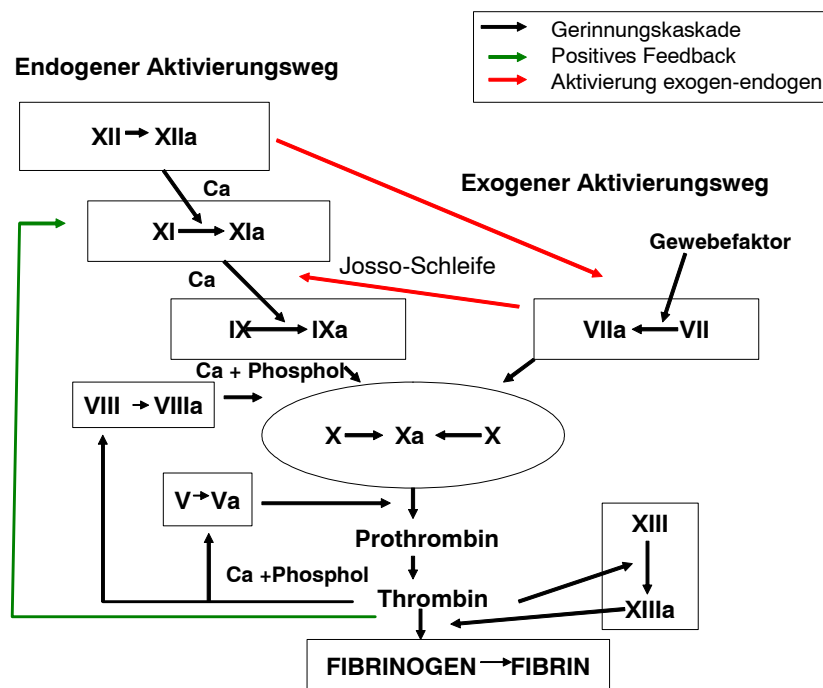 Gerinnungskaskade
Positives Feedback
Aktivierung exogen-endogen
Endogener Aktivierungsweg
XII XIIa
Ca
Exogener Aktivierungsweg
XI XIa
Gewebefaktor
Josso-Schleife
Ca
IX IXa
VIIa VII
Ca + Phosphol
VIII VIIIa
X Xa X
V Va
XIII
Prothrombin
Ca +Phosphol
Thrombin
XIIIa
FIBRINOGEN FIBRIN